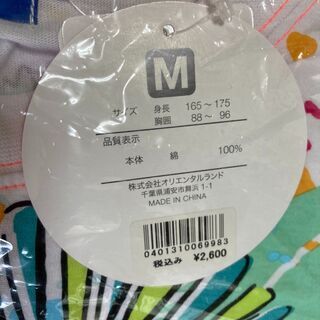 M
サイズ 身長 165～175
胸囲 88～ 96
品質表示
本体 綿 100%
株式会社オリエンタルランド
千葉県浦安市舞浜 1-1
MADE IN CHINA
0401310069983
税込み ¥2,600